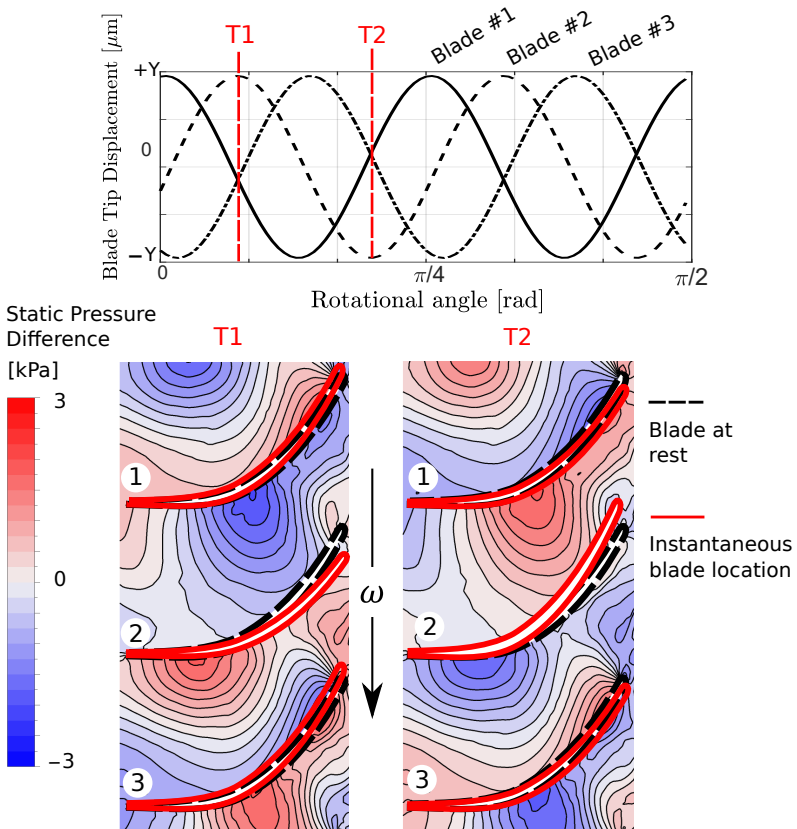 Blade Tip Displacement [μm]
T1
T2
Blade #1
Blade #2
Blade #3
+Y
0
−Y
0
π/4
π/2
Rotational angle [rad]
Static Pressure
Difference
[kPa]
T1
T2
3
0
−3
1
2
3
ω
1
2
3
Blade at
rest
Instantaneous
blade location